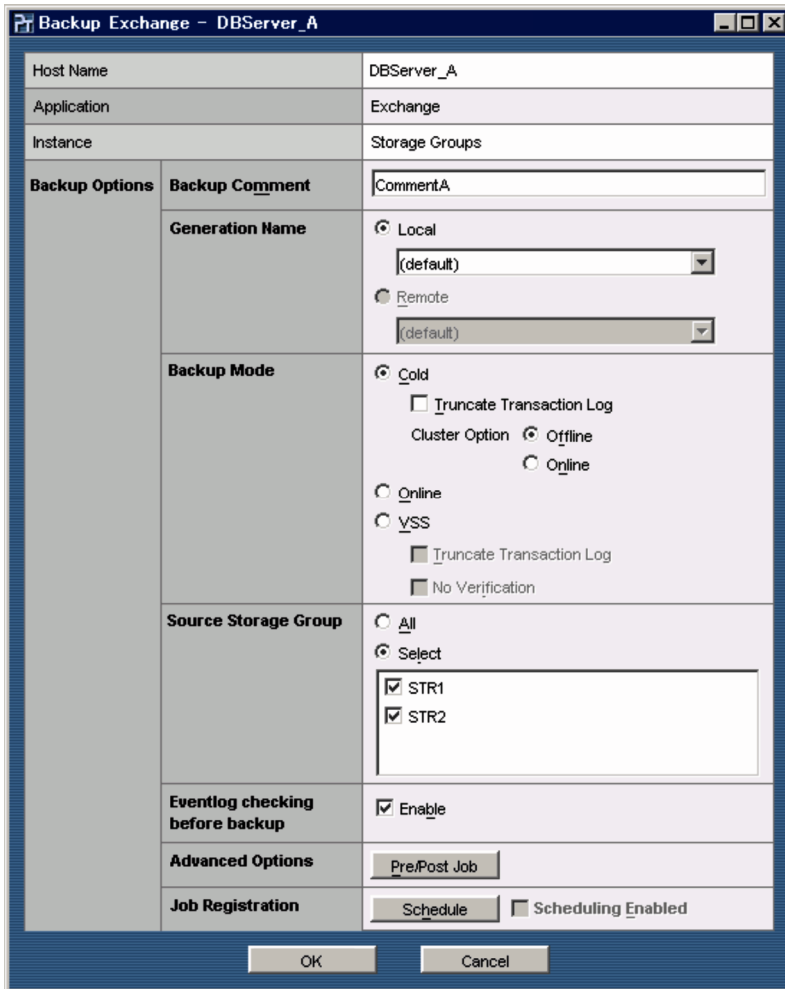 Backup Exchange - DBServer_A
Host Name DBServer_A
Application Exchange
Instance Storage Groups
Backup Options Backup Comment CommentA
Generation Name Local
(default)
Remote
(default)
Backup Mode Cold
Truncate Transaction Log
Cluster Option Offline
Online
Online
VSS
Truncate Transaction Log
No Verification
Source Storage Group All
Select
STR1
STR2
Eventlog checking
before backup Enable
Advanced Options Pre/Post Job
Job Registration Schedule Scheduling Enabled
OK Cancel